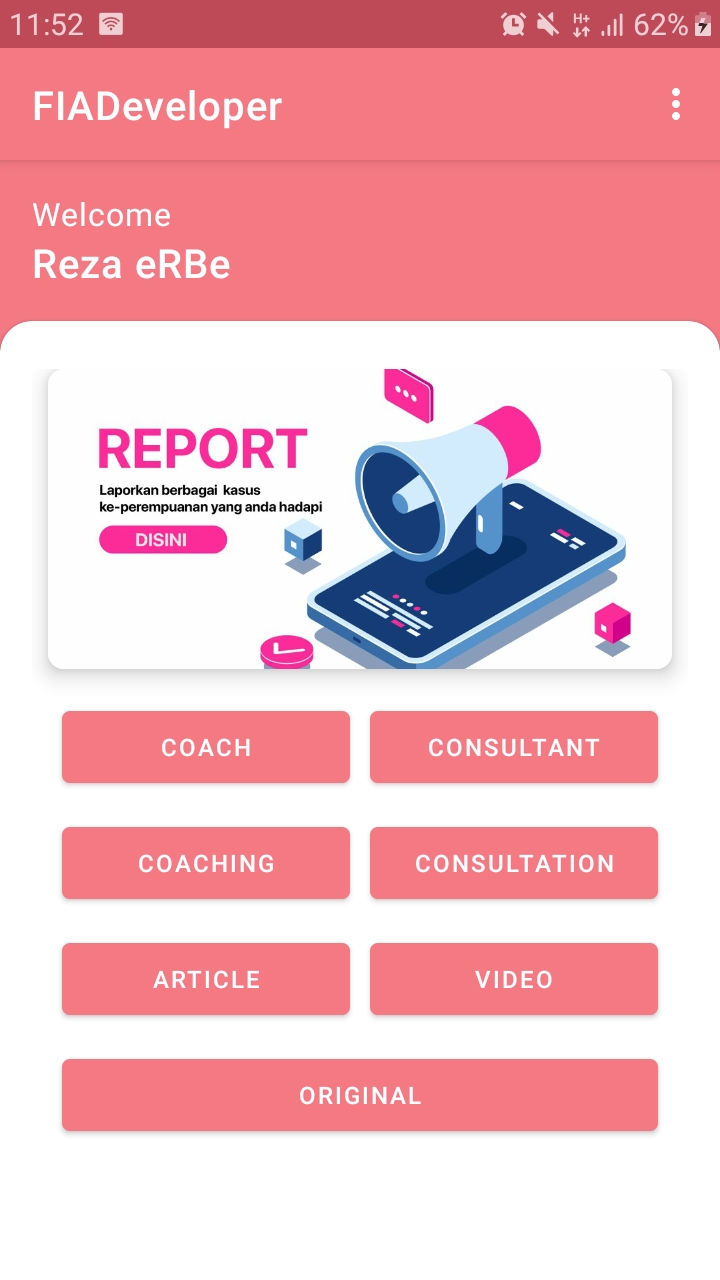 11:52 H+ 62%
FIADeveloper
Welcome
Reza eRBe
REPORT
Laporkan berbagai kasus
ke-perempuanan yang anda hadapi
DISINI
COACH CONSULTANT
COACHING CONSULTATION
ARTICLE VIDEO
ORIGINAL